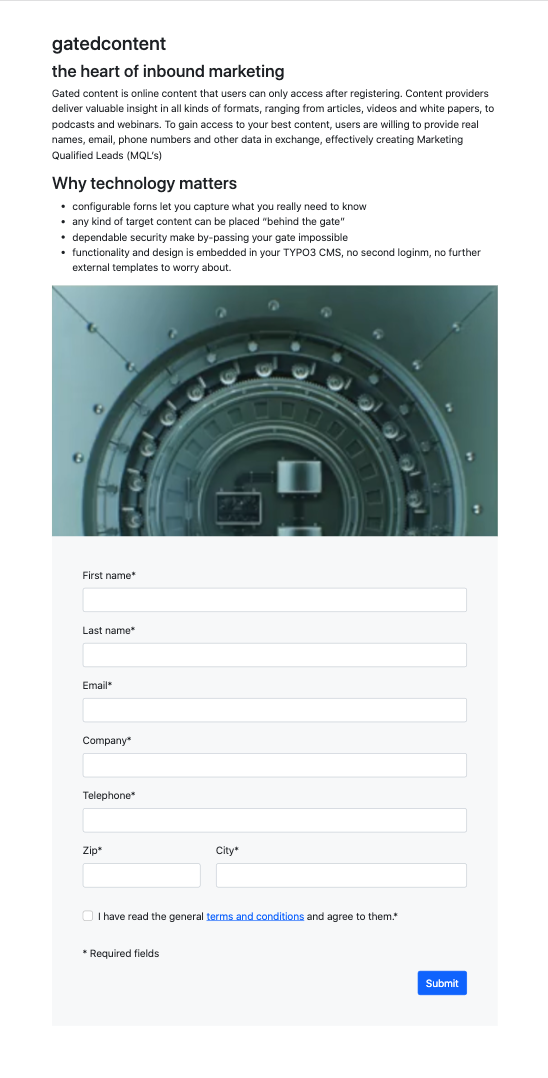 gatedcontent
the heart of inbound marketing
Gated content is online content that users can only access after registering. Content providers
deliver valuable insight in all kinds of formats, ranging from articles, videos and white papers, to
podcasts and webinars. To gain access to your best content, users are willing to provide real
names, email, phone numbers and other data in exchange, effectively creating Marketing
Qualified Leads (MQL's)
Why technology matters
• configurable forns let you capture what you really need to know
• any kind of target content can be placed “behind the gate”
• dependable security make by-passing your gate impossible
• functionality and design is embedded in your TYPO3 CMS, no second loginm, no further
external templates to worry about.
First name*
Last name*
Email*
Company*
Telephone*
Zip* City*
I have read the general terms and conditions and agree to them.*
* Required fields
Submit